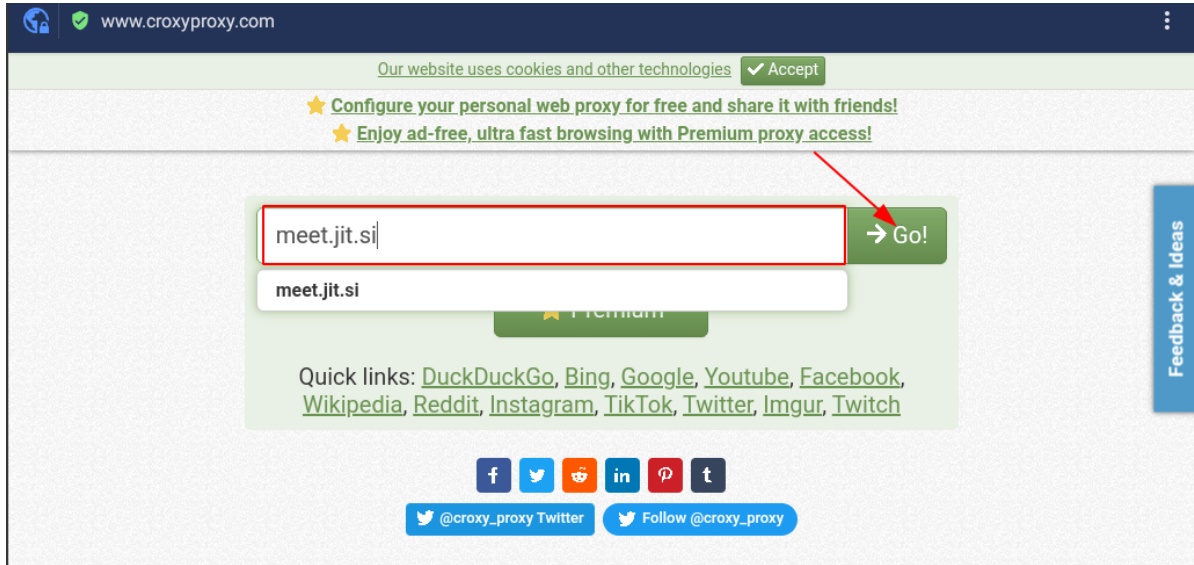 www.croxyproxy.com
Our website uses cookies and other technologies Accept
Configure your personal web proxy for free and share it with friends!
Enjoy ad-free, ultra fast browsing with Premium proxy access!
meet.jit.si Go!
meet.jit.si
Premium
Quick links: DuckDuckGo, Bing, Google, Youtube, Facebook,
Wikipedia, Reddit, Instagram, TikTok, Twitter, Imgur, Twitch
Feedback & Ideas
f in t
@croxy_proxy Twitter Follow @croxy_proxy